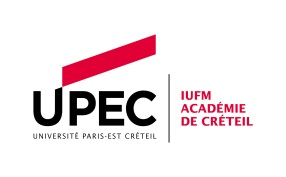 UPEC
UNIVERSITÉ PARIS-EST CRÉTEIL
IUFM
ACADÉMIE
DE CRÉTEIL